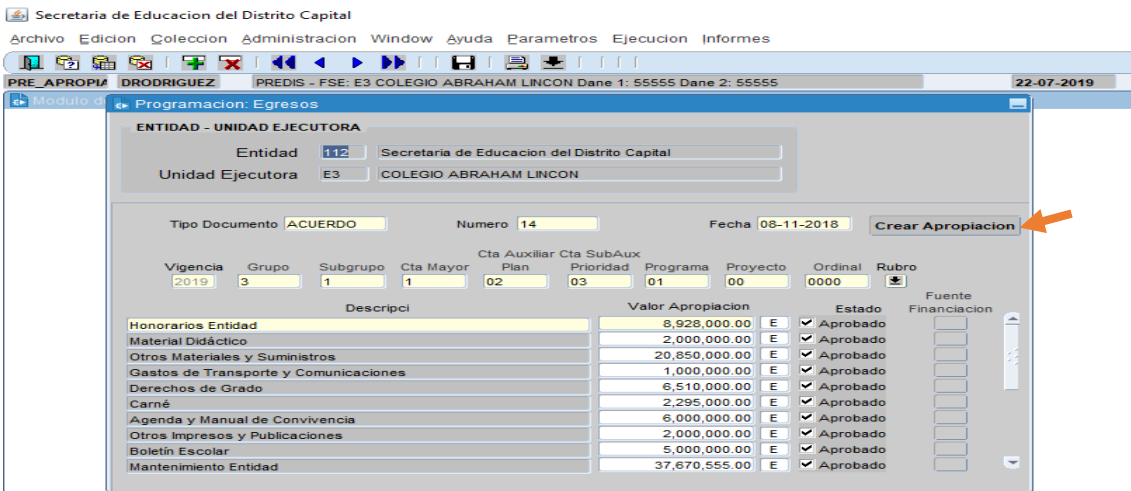 Secretaria de Educacion del Distrito Capital
Archivo Edicion Coleccion Administracion Window Ayuda Parametros Ejecucion Informes
PRE_APROPIA DRODRIGUEZ PREDIS - FSE: E3 COLEGIO ABRAHAM LINCON Dane 1: 55555 Dane 2: 55555 22-07-2019
Modulo d
Programacion: Egresos
ENTIDAD - UNIDAD EJECUTORA
Entidad 112 Secretaria de Educacion del Distrito Capital
Unidad Ejecutora E3 COLEGIO ABRAHAM LINCON
Tipo Documento ACUERDO Numero 14 Fecha 08-11-2018 Crear Apropiacion
Cta Auxiliar Cta SubAux
Vigencia Grupo Subgrupo Cta Mayor Plan Prioridad Programa Proyecto Ordinal Rubro
2019 3 1 1 02 03 01 00 0000
Fuente
Descripci Valor Apropiacion Estado Financiacion
Honorarios Entidad 8,928,000.00 E Aprobado
Material Didáctico 2,000,000.00 E Aprobado
Otros Materiales y Suministros 20,850,000.00 E Aprobado
Gastos de Transporte y Comunicaciones 1,000,000.00 E Aprobado
Derechos de Grado 6,510,000.00 E Aprobado
Carné 2,295,000.00 E Aprobado
Agenda y Manual de Convivencia 6,000,000.00 E Aprobado
Otros Impresos y Publicaciones 2,000,000.00 E Aprobado
Boletín Escolar 5,000,000.00 E Aprobado
Mantenimiento Entidad 37,670,555.00 E Aprobado